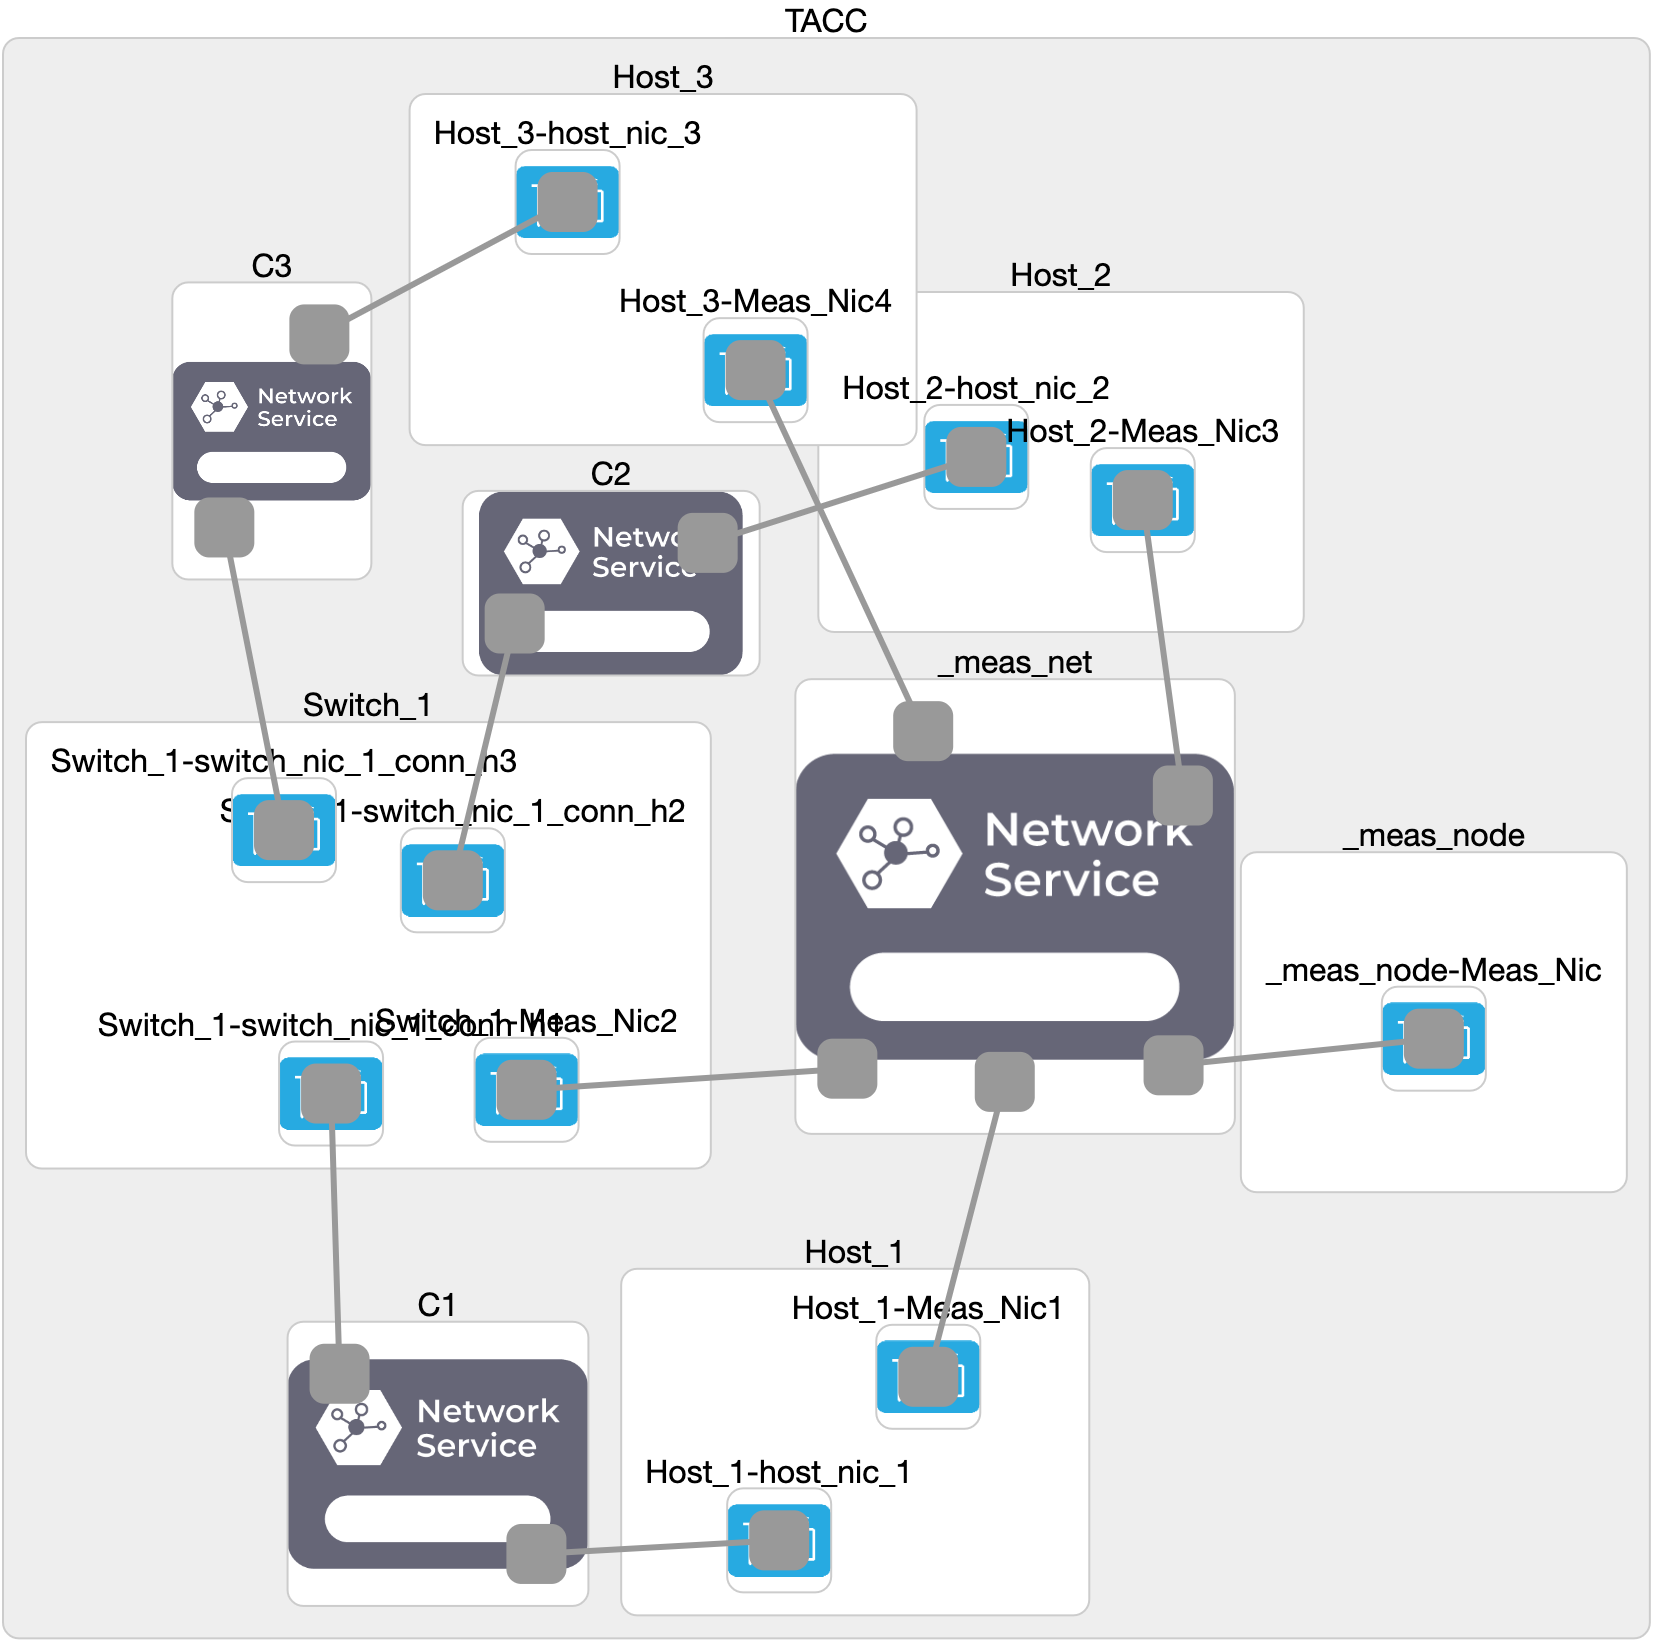 TACC
Host_3
Host_3-host_nic_3
C3
Network
Service
Host_3-Meas_Nic4
Host_2
Host_2-host_nic_2
Host_2-Meas_Nic3
C2
Service
_meas_net
Network
Service
Switch_1
Switch_1-switch_nic_1_conn_h3
1-switch_nic_1_conn_h2
Switch_1-switch_nic_1_conn_h1
Switch_1-Meas_Nic2
_meas_node
_meas_node-Meas_Nic
Host_1
Host_1-Meas_Nic1
Host_1-host_nic_1
C1
Network
Service